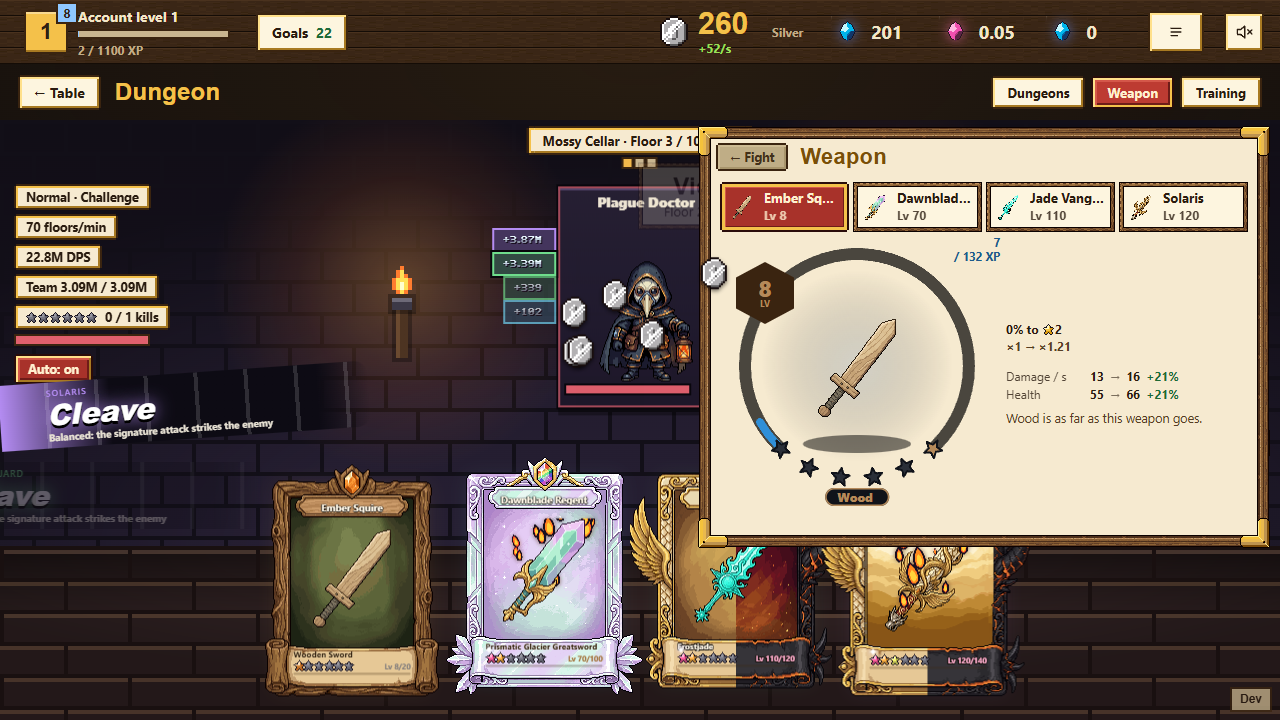 1
8
Account level 1
2 / 1100 XP
Goals 22
260
+52/s
Silver
201
0.05
0
← Table
Dungeon
Dungeons
Weapon
Training
Mossy Cellar · Floor 3 / 10
Normal · Challenge
70 floors/min
22.8M DPS
Team 3.09M / 3.09M
0 / 1 kills
Auto: on
SOLARIS
Cleave
Balanced: the signature attack strikes the enemy
Plague Doctor
+3.87M
+3.39M
+339
+102
← Fight
Weapon
Ember Sq...
Lv 8
Dawnblad...
Lv 70
Jade Vang...
Lv 110
Solaris
Lv 120
7
/ 132 XP
8
LV
0% to 2
×1 → ×1.21
Damage / s 13 → 16 +21%
Health 55 → 66 +21%
Wood is as far as this weapon goes.
Wood
Ember Squire
Wooden Sword
Lv 8/20
Dawnblade Regent
Prismatic Glacier Greatsword
Lv 70/100
Frostjade
Lv 110/120
Lv 120/140
Dev